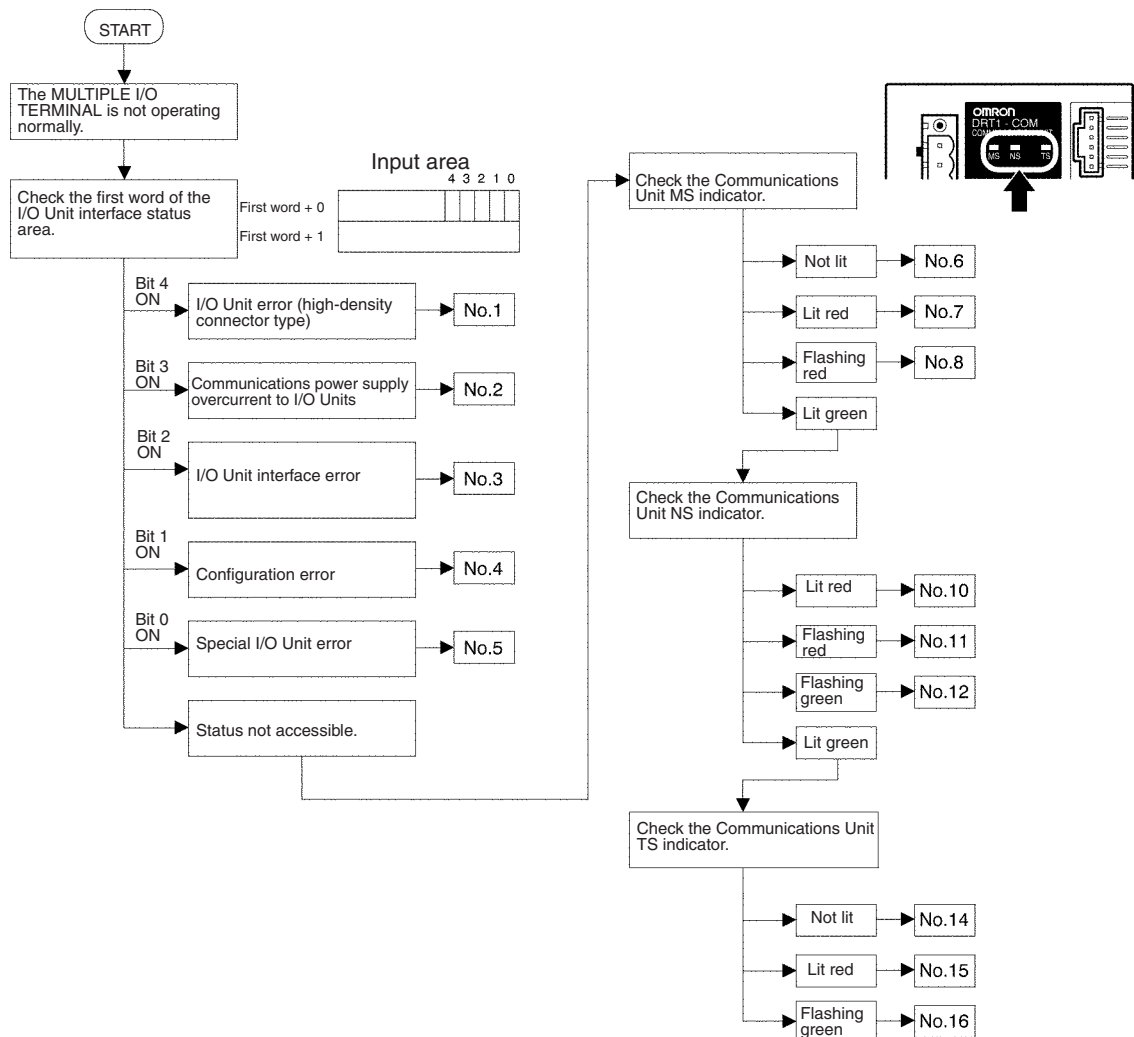 START
The MULTIPLE I/O
TERMINAL is not operating
normally.
Check the first word of the
I/O Unit interface status
area.
Input area
4 3 2 1 0
First word + 0
First word + 1
Bit 4
ON
I/O Unit error (high-density
connector type)
No.1
Bit 3
ON
Communications power supply
overcurrent to I/O Units
No.2
Bit 2
ON
I/O Unit interface error
No.3
Bit 1
ON
Configuration error
No.4
Bit 0
ON
Special I/O Unit error
No.5
Status not accessible.
OMRON
DRT1 - COM
MS NS TS
Check the Communications
Unit MS indicator.
Not lit
No.6
Lit red
No.7
Flashing
red
No.8
Lit green
Check the Communications
Unit NS indicator.
Lit red
No.10
Flashing
red
No.11
Flashing
green
No.12
Lit green
Check the Communications Unit
TS indicator.
Not lit
No.14
Lit red
No.15
Flashing
green
No.16